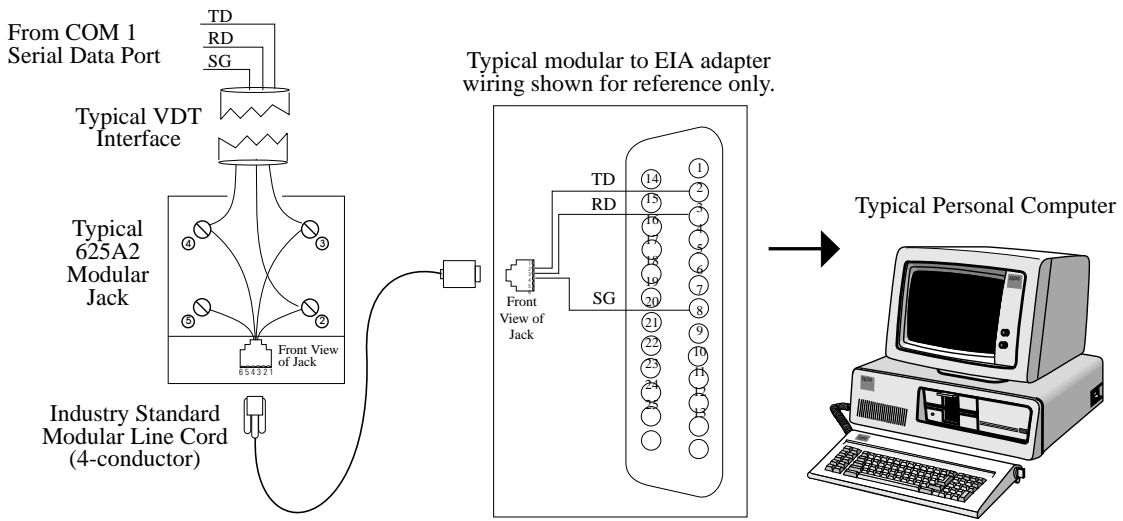 From COM 1
Serial Data Port
TD
RD
SG
Typical VDT
Interface
Typical
625A2
Modular
Jack
4
3
5
2
Front View
of Jack
6 5 4 3 2 1
Industry Standard
Modular Line Cord
(4-conductor)
Typical modular to EIA adapter
wiring shown for reference only.
TD
RD
SG
Front
View of
Jack
1
2
3
4
5
6
7
8
9
10
11
12
13
14
15
16
17
18
19
20
21
22
23
24
25
Typical Personal Computer